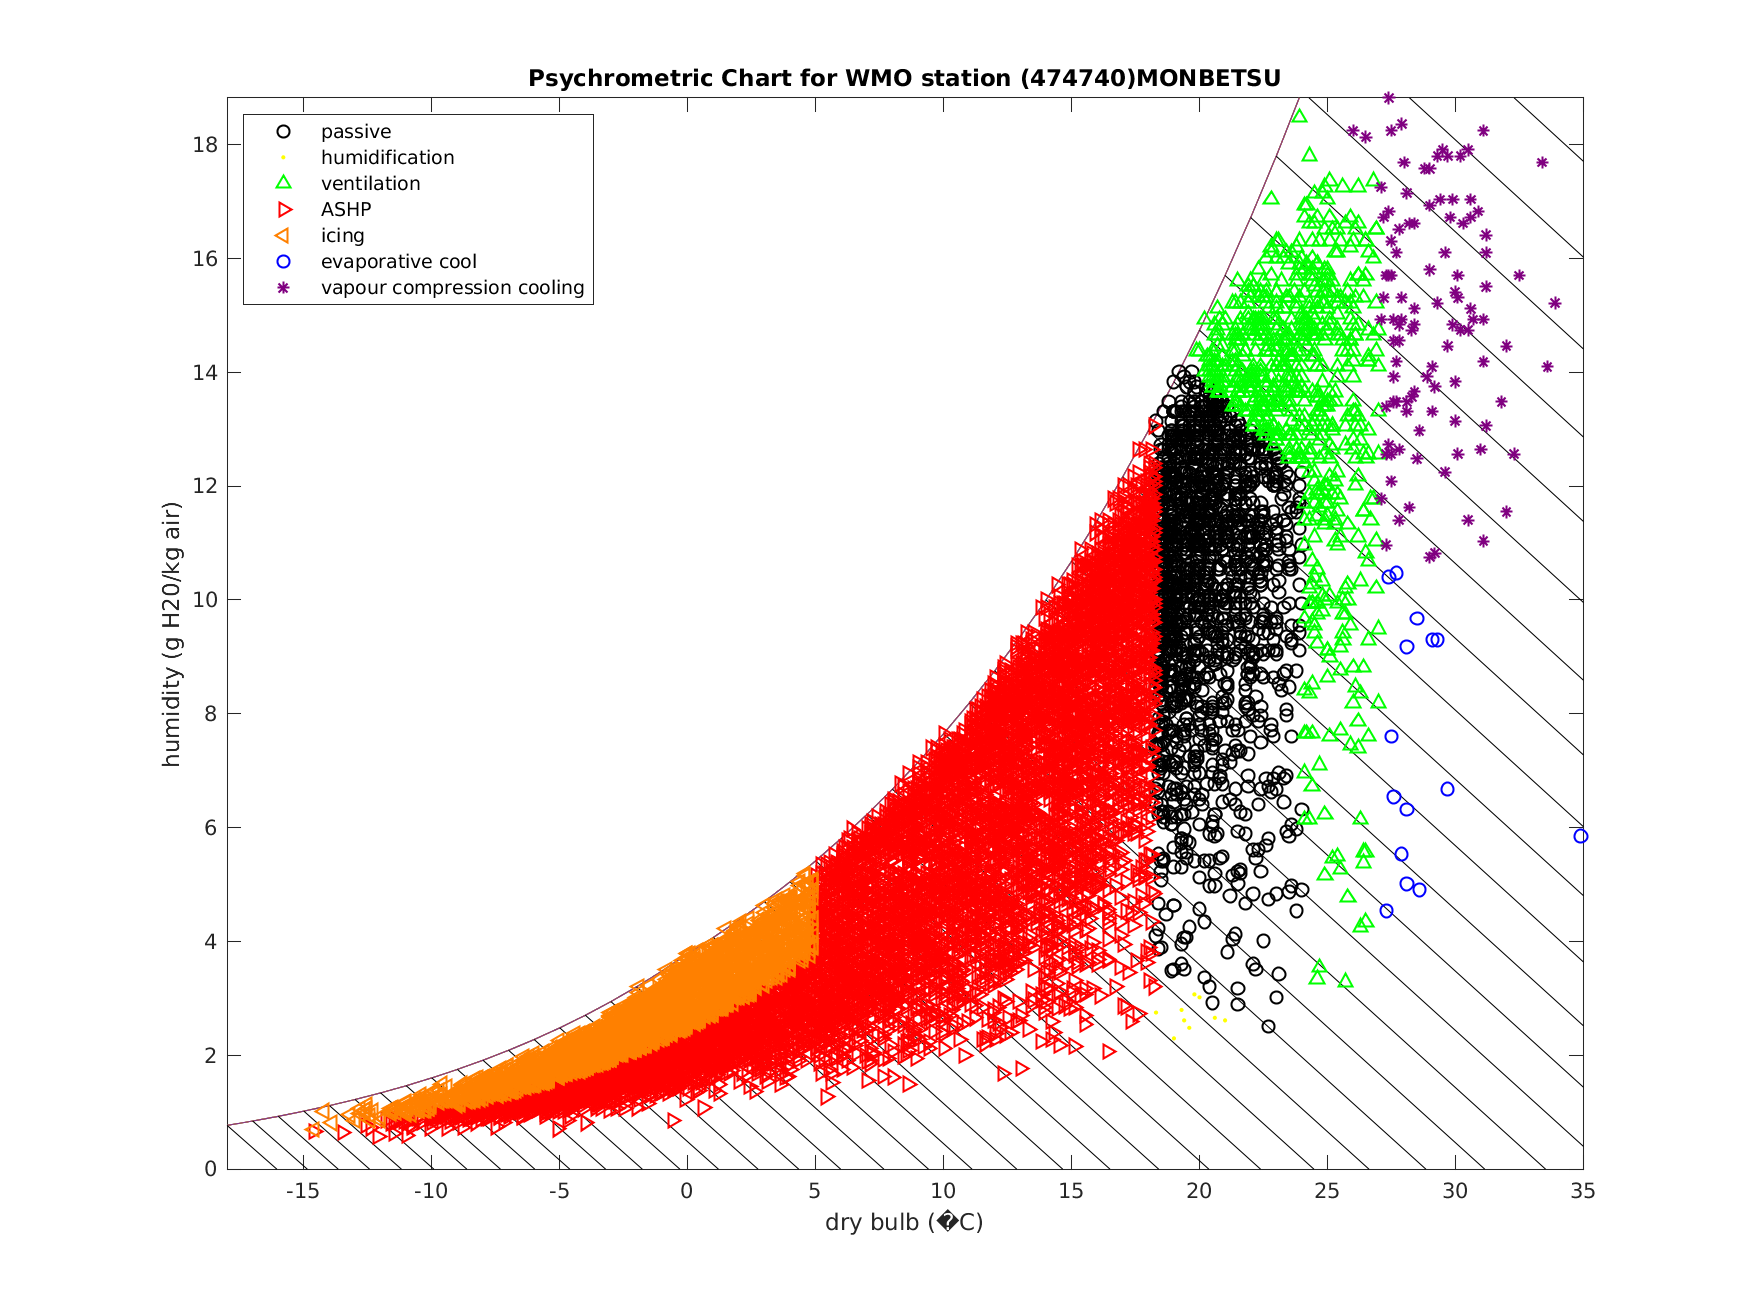 Psychrometric Chart for WMO station (474740)MONBETSU
passive
humidification
ventilation
ASHP
icing
evaporative cool
vapour compression cooling
humidity (g H20/kg air)
18
16
14
12
10
8
6
4
2
0
-15 -10 -5 0 5 10 15 20 25 30 35
dry bulb (�C)